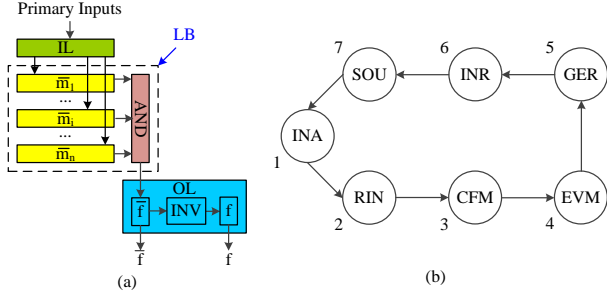 Primary Inputs
IL
LB
m̅₁
...
m̅ᵢ
...
m̅ₙ
AND
OL
f̅
INV
f
f̅
f
(a)
7
6
5
SOU
INR
GER
INA
1
RIN
CFM
EVM
2
3
4
(b)